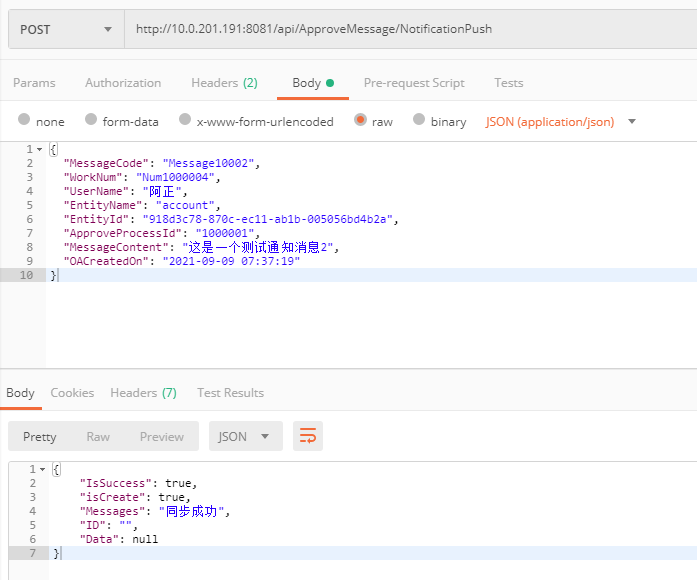 POST http://10.0.201.191:8081/api/ApproveMessage/NotificationPush
Params Authorization Headers (2) Body Pre-request Script Tests
none form-data x-www-form-urlencoded raw binary JSON (application/json)
1 {
2 "MessageCode": "Message10002",
3 "WorkNum": "Num1000004",
4 "UserName": "阿正",
5 "EntityName": "account",
6 "EntityId": "918d3c78-870c-ec11-ab1b-005056bd4b2a",
7 "ApproveProcessId": "1000001",
8 "MessageContent": "这是一个测试通知消息2",
9 "OACreatedOn": "2021-09-09 07:37:19"
10 }
Body Cookies Headers (7) Test Results
Pretty Raw Preview JSON
1 {
2 "IsSuccess": true,
3 "isCreate": true,
4 "Messages": "同步成功",
5 "ID": "",
6 "Data": null
7 }